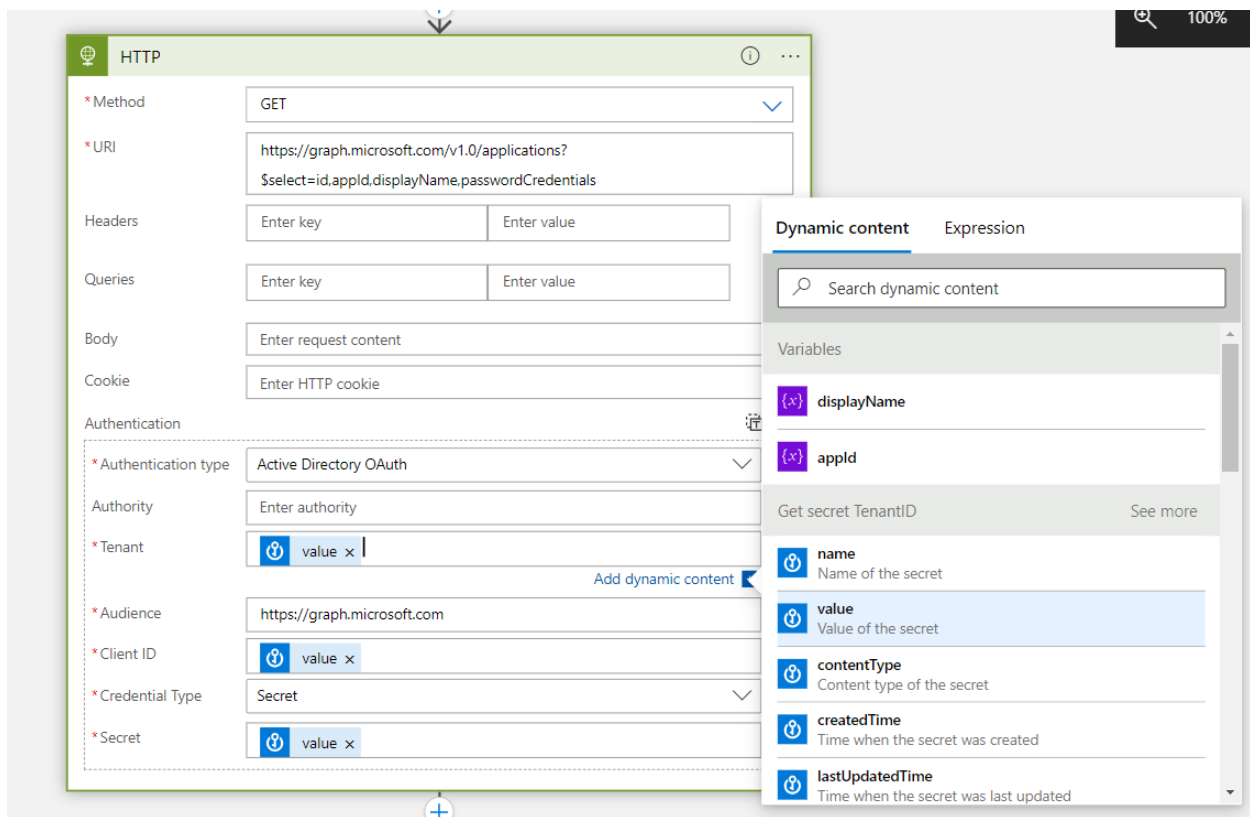 100%
HTTP
...
* Method
GET
* URI
https://graph.microsoft.com/v1.0/applications?
$select=id,appId,displayName,passwordCredentials
Headers
Enter key
Enter value
Queries
Enter key
Enter value
Body
Enter request content
Cookie
Enter HTTP cookie
Authentication
* Authentication type
Active Directory OAuth
Authority
Enter authority
* Tenant
value ×
Add dynamic content
* Audience
https://graph.microsoft.com
* Client ID
value ×
* Credential Type
Secret
* Secret
value ×
Dynamic content
Expression
Search dynamic content
Variables
{x} displayName
{x} appId
Get secret TenantID
See more
name
Name of the secret
value
Value of the secret
contentType
Content type of the secret
createdTime
Time when the secret was created
lastUpdatedTime
Time when the secret was last updated